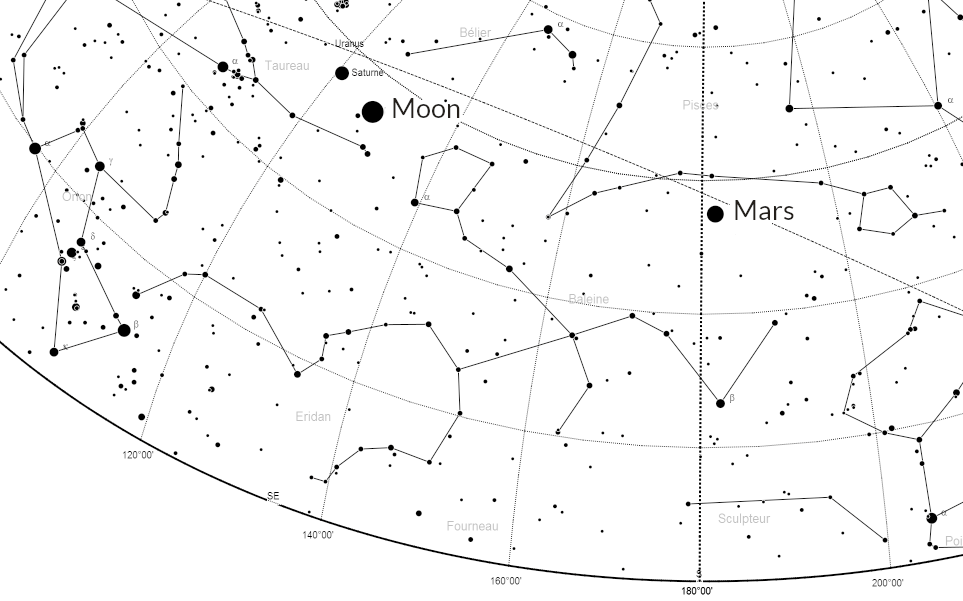 Bélier
α
Uranus
Taureau
α
Saturne
Moon
α
Pisces
α
γ
Orion
α
Mars
δ
Baleine
β
β
κ
Eridan
120°00'
SE
α
Sculpteur
Fourneau
140°00'
Poi
S
160°00'
200°00'
180°00'